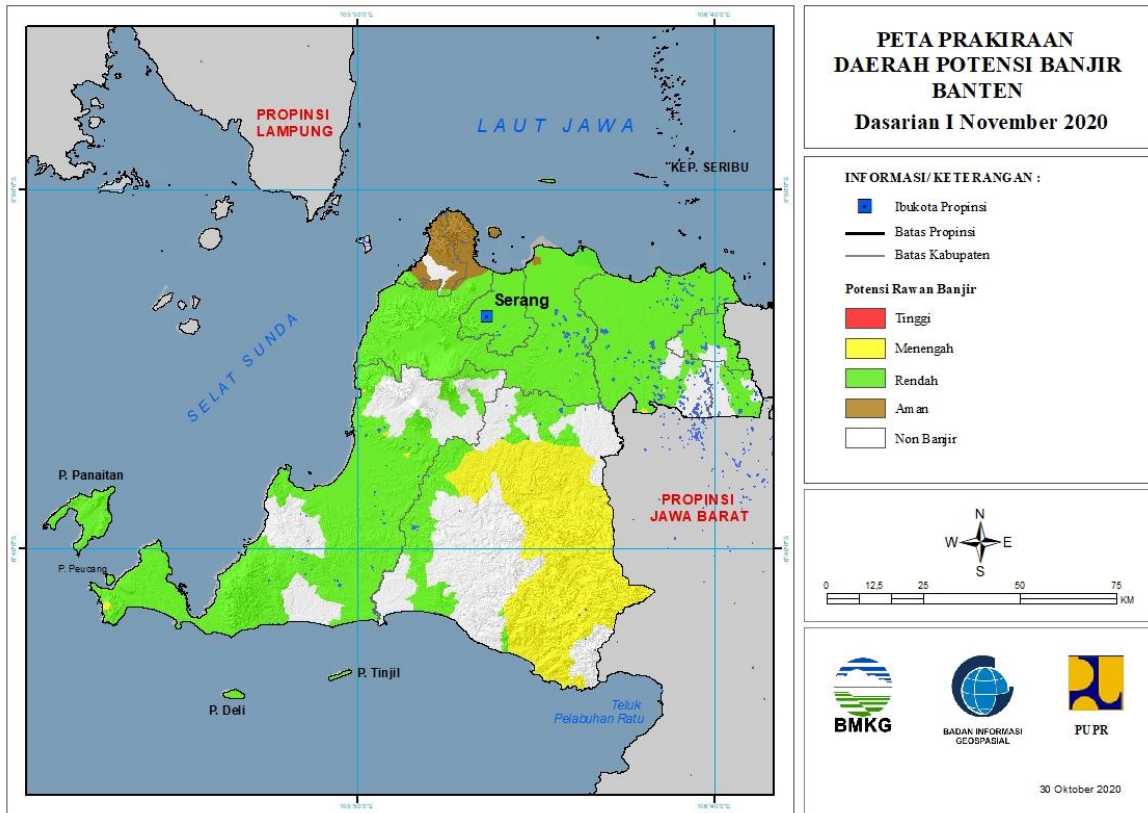 PETA PRAKIRAAN
DAERAH POTENSI BANJIR
BANTEN
Dasarian I November 2020
INFORMASI/ KETERANGAN :
Ibukota Propinsi
Batas Propinsi
Batas Kabupaten
Potensi Rawan Banjir
Tinggi
Menengah
Rendah
Aman
Non Banjir
N
W E
S
0 12,5 25 50 75
KM
BMKG
BADAN INFORMASI
GEOSPASIAL
PUPR
30 Oktober 2020
PROPINSI
LAMPUNG
LAUT JAWA
KEP. SERIBU
Serang
SELAT SUNDA
P. Panaitan
P. Peucang
PROPINSI
JAWA BARAT
P. Tinjil
P. Deli
Teluk
Pelabuhan Ratu